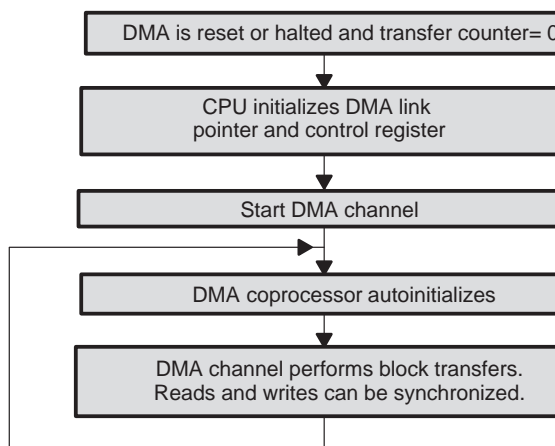 DMA is reset or halted and transfer counter= 0
CPU initializes DMA link
pointer and control register
Start DMA channel
DMA coprocessor autoinitializes
DMA channel performs block transfers.
Reads and writes can be synchronized.